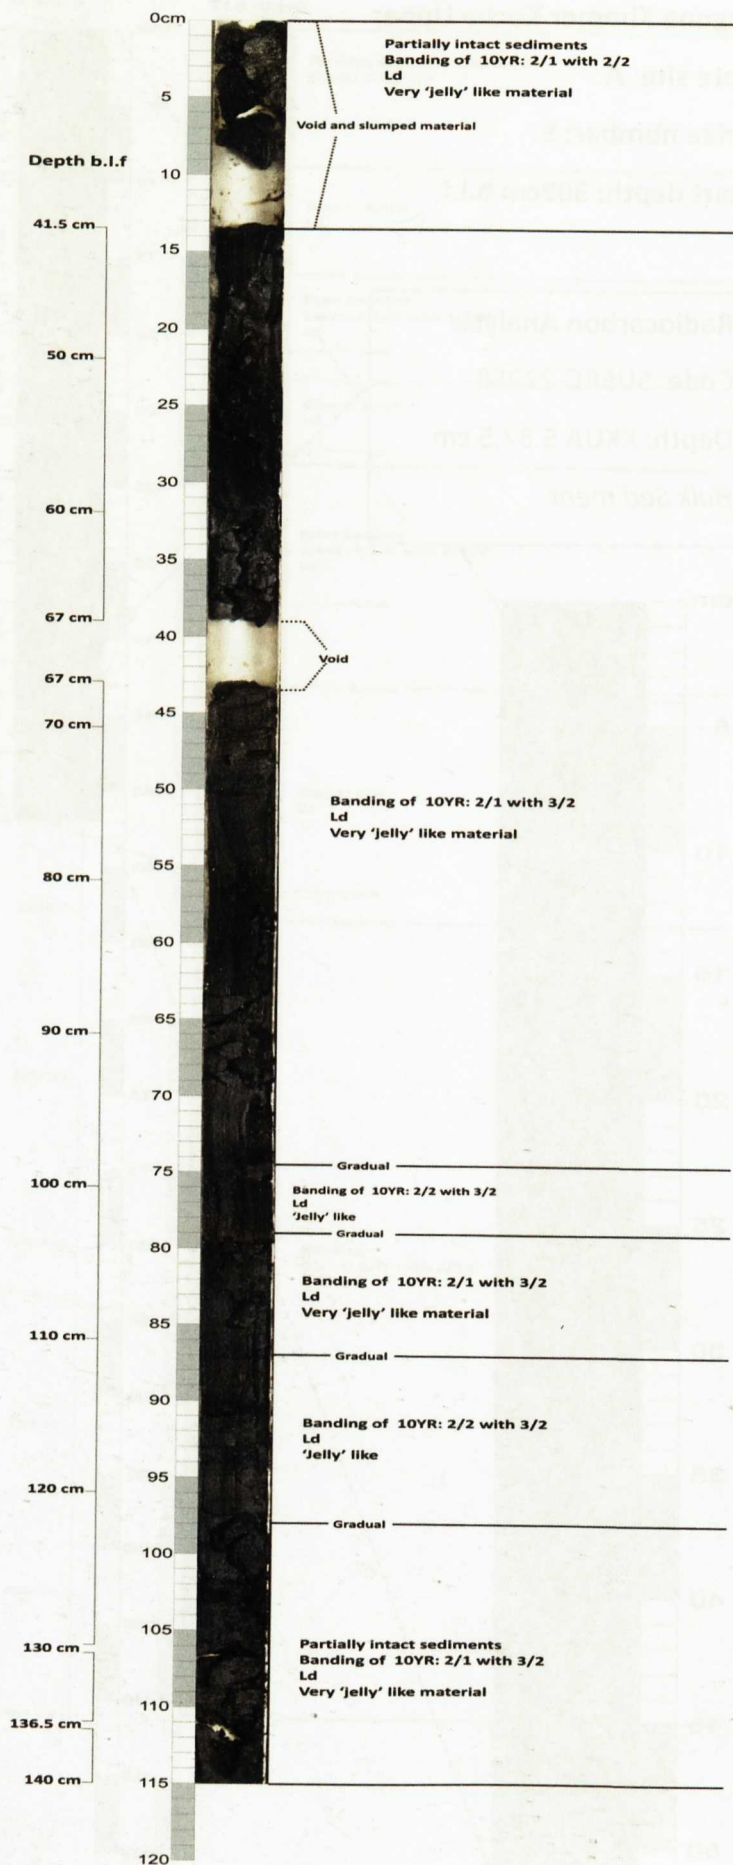 0cm
Partially intact sediments
Banding of 10YR: 2/1 with 2/2
Ld
Very ‘jelly’ like material
5
Void and slumped material
Depth b.l.f
10
41.5 cm
15
20
50 cm
25
30
60 cm
35
67 cm
40
Void
67 cm
45
70 cm
50
Banding of 10YR: 2/1 with 3/2
Ld
Very ‘jelly’ like material
55
80 cm
60
65
90 cm
70
Gradual
75
100 cm
Banding of 10YR: 2/2 with 3/2
Ld
‘Jelly’ like
Gradual
80
Banding of 10YR: 2/1 with 3/2
Ld
Very ‘jelly’ like material
85
110 cm
Gradual
90
Banding of 10YR: 2/2 with 3/2
Ld
‘Jelly’ like
95
120 cm
Gradual
100
105
130 cm
Partially intact sediments
Banding of 10YR: 2/1 with 3/2
Ld
Very ‘jelly’ like material
110
136.5 cm
140 cm
115
120